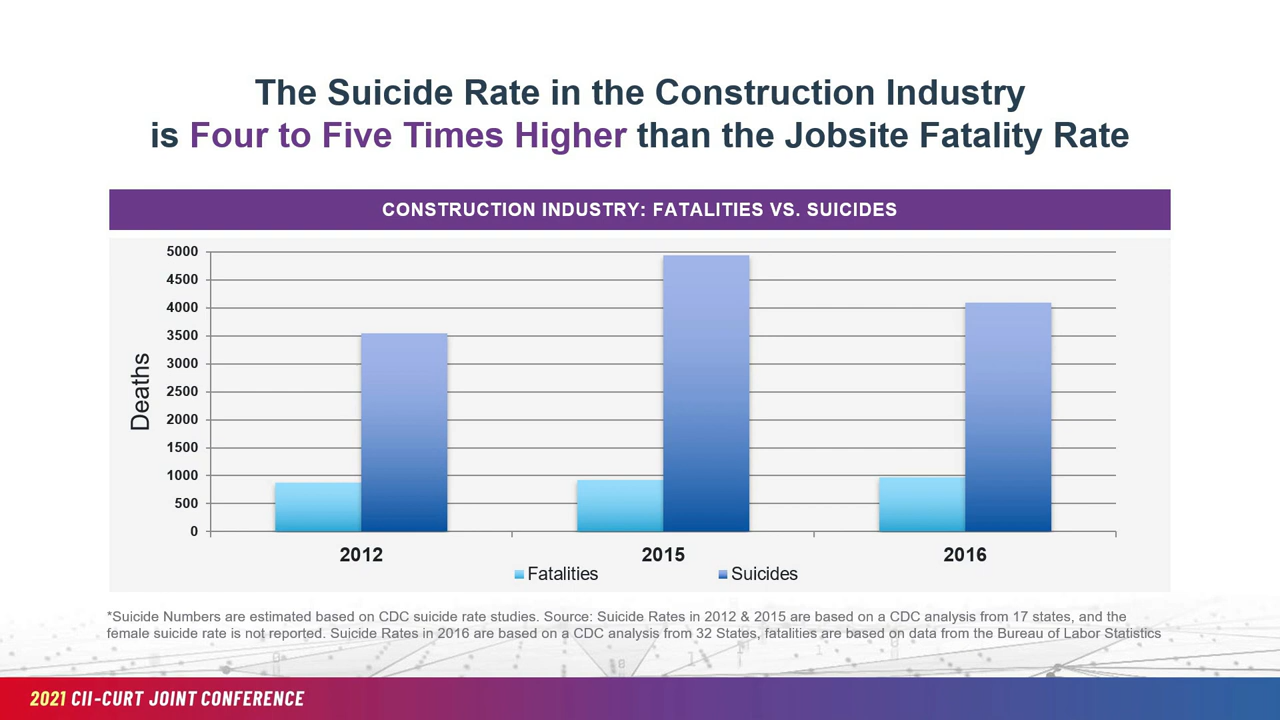 The Suicide Rate in the Construction Industry
is Four to Five Times Higher than the Jobsite Fatality Rate
CONSTRUCTION INDUSTRY: FATALITIES VS. SUICIDES
Deaths
5000
4500
4000
3500
3000
2500
2000
1500
1000
500
0
2012 2015 2016
Fatalities Suicides
*Suicide Numbers are estimated based on CDC suicide rate studies. Source: Suicide Rates in 2012 & 2015 are based on a CDC analysis from 17 states, and the
female suicide rate is not reported. Suicide Rates in 2016 are based on a CDC analysis from 32 States, fatalities are based on data from the Bureau of Labor Statistics
2021 CII-CURT JOINT CONFERENCE